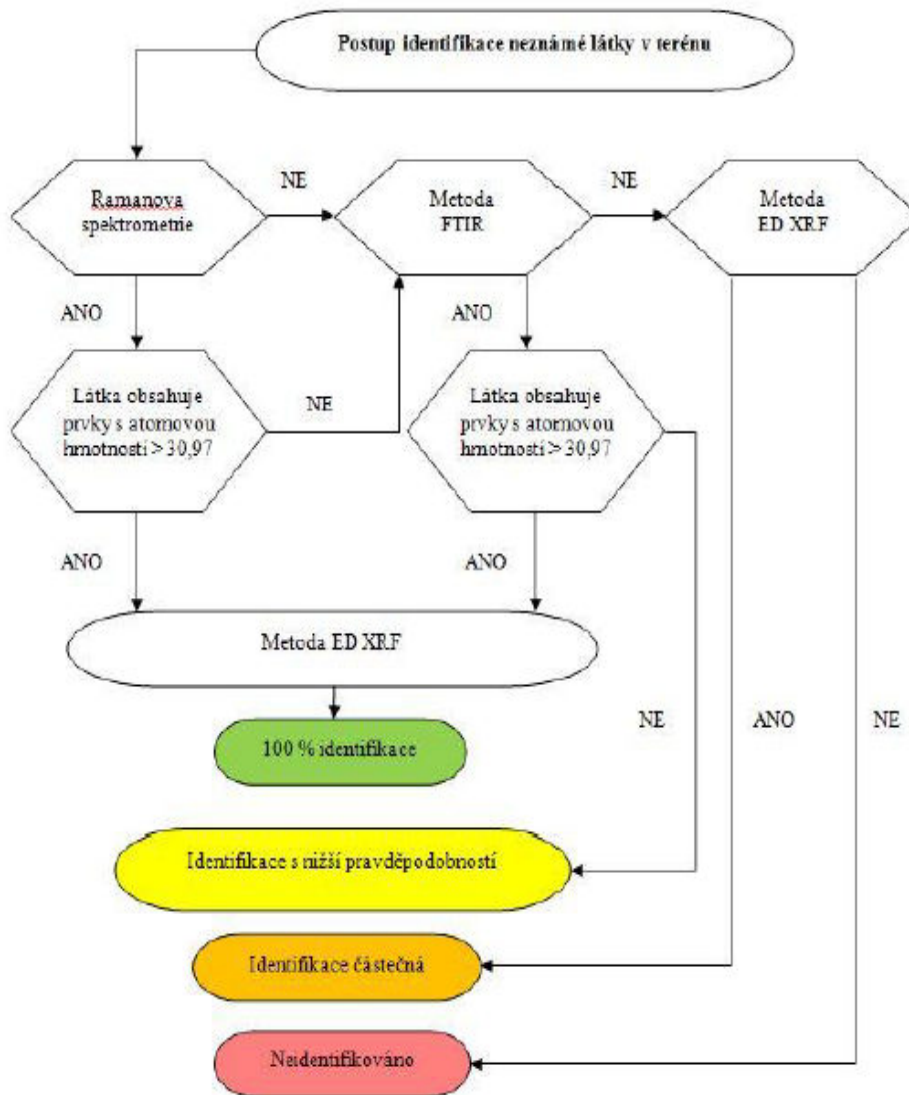 Postup identifikace neznámé látky v terénu
Ramanova
spektrometrie
NE
Metoda
FTIR
NE
Metoda
ED XRF
ANO
ANO
Látka obsahuje
prvky s atomovou
hmotností > 30,97
NE
Látka obsahuje
prvky s atomovou
hmotností > 30,97
ANO
ANO
Metoda ED XRF
NE
ANO
NE
100 % identifikace
Identifikace s nižší pravděpodobností
Identifikace částečná
Neidentifikováno